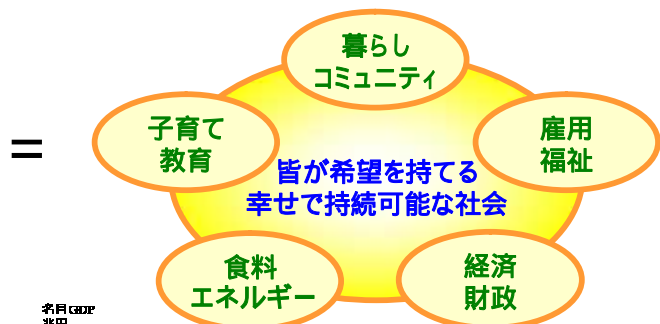 暮らし
コミュニティ
子育て
教育
雇用
福祉
=
皆が希望を持てる
幸せで持続可能な社会
食料
エネルギー
経済
財政
名目GDP
兆円